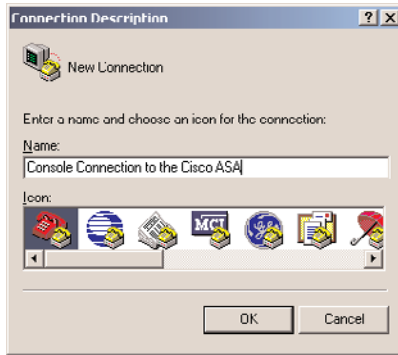 Connection Description
New Connection
Enter a name and choose an icon for the connection:
Name:
Console Connection to the Cisco ASA
Icon:
MCI
OK
Cancel